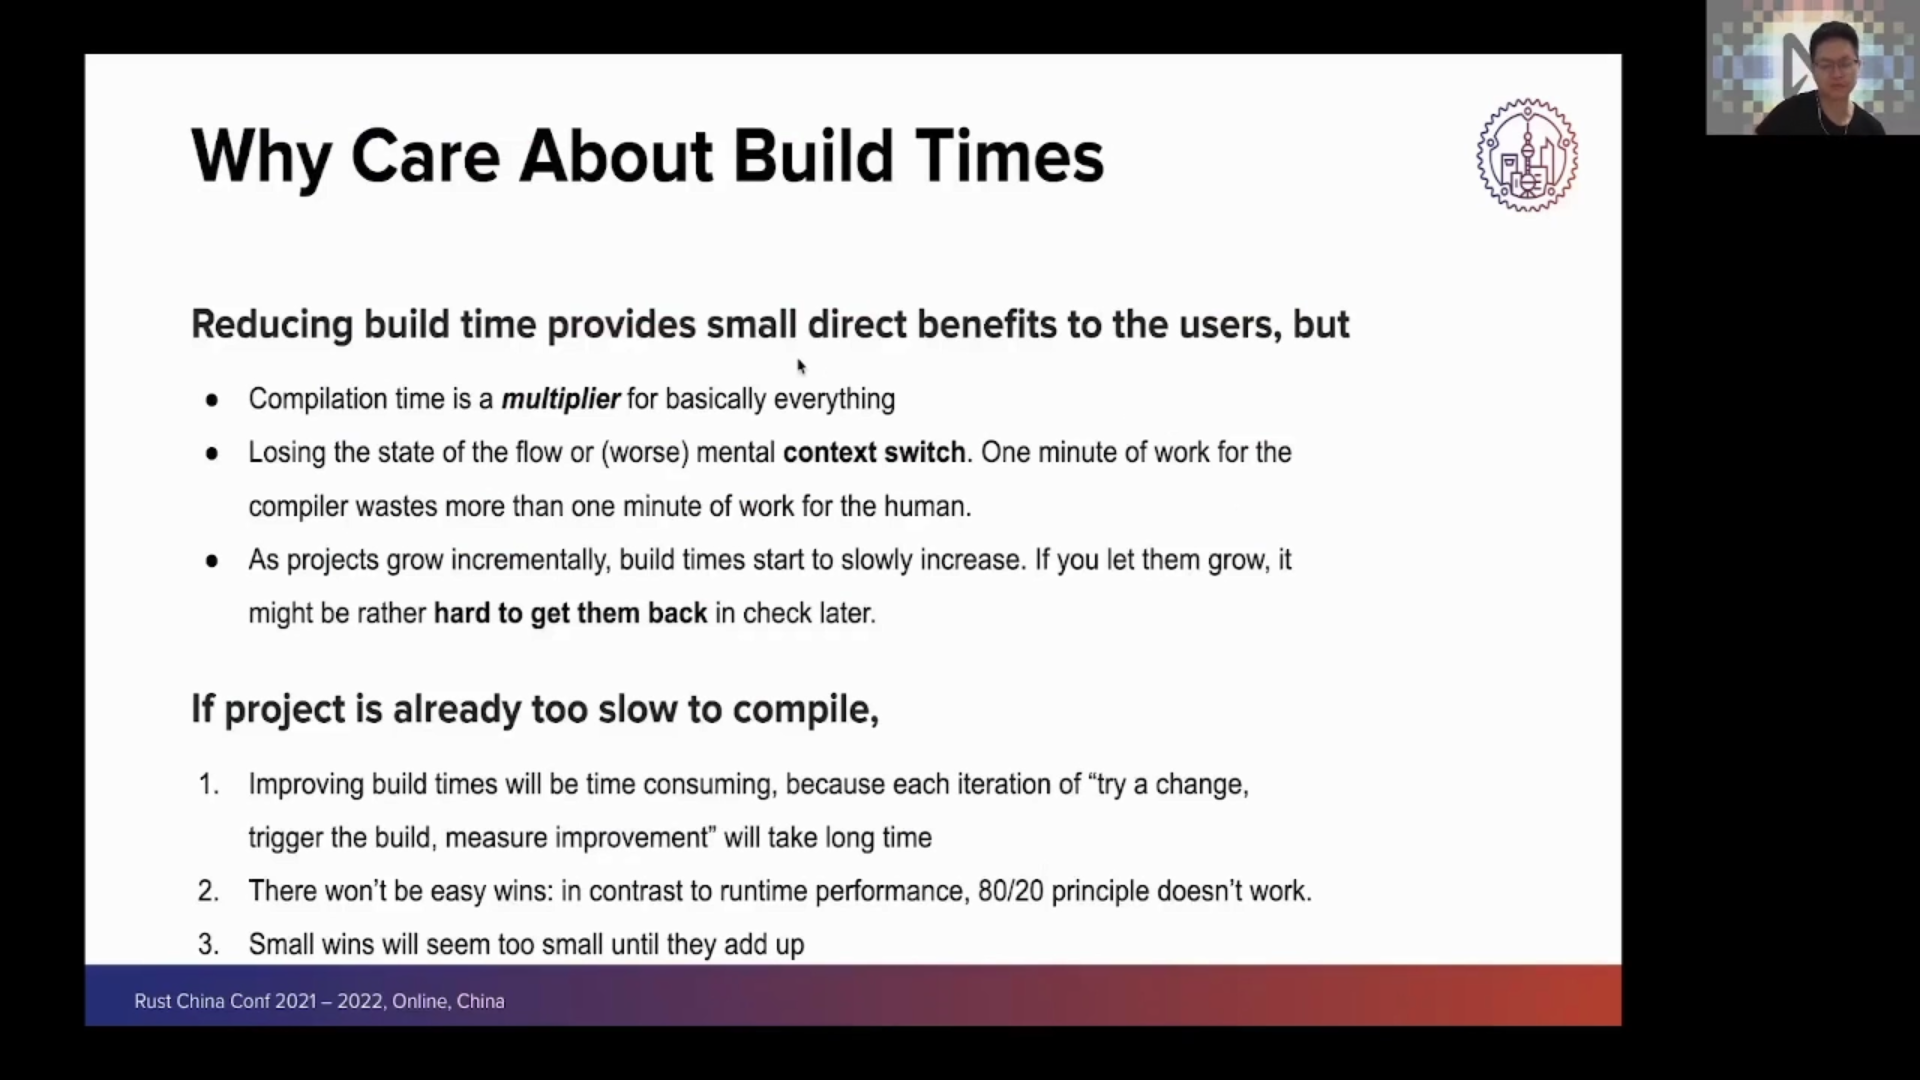 Why Care About Build Times
Reducing build time provides small direct benefits to the users, but
● Compilation time is a multiplier for basically everything
● Losing the state of the flow or (worse) mental context switch. One minute of work for the
compiler wastes more than one minute of work for the human.
● As projects grow incrementally, build times start to slowly increase. If you let them grow, it
might be rather hard to get them back in check later.
If project is already too slow to compile,
1. Improving build times will be time consuming, because each iteration of “try a change,
trigger the build, measure improvement” will take long time
2. There won’t be easy wins: in contrast to runtime performance, 80/20 principle doesn’t work.
3. Small wins will seem too small until they add up
Rust China Conf 2021 – 2022, Online, China